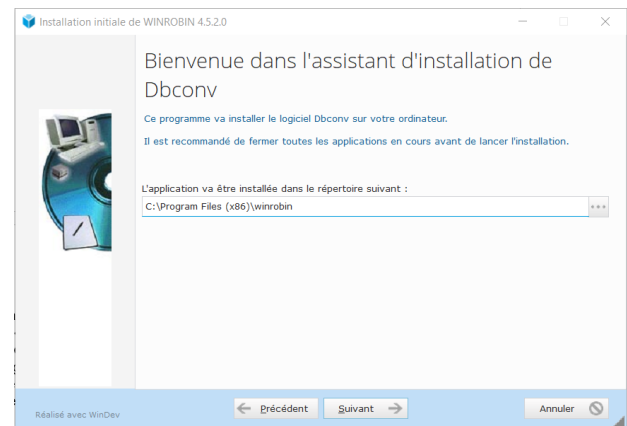 Installation initiale de WINROBIN 4.5.2.0
Bienvenue dans l'assistant d'installation de
Dbconv
Ce programme va installer le logiciel Dbconv sur votre ordinateur.
Il est recommandé de fermer toutes les applications en cours avant de lancer l'installation.
L'application va être installée dans le répertoire suivant :
C:\Program Files (x86)\winrobin
Réalisé avec WinDev
Précédent
Suivant
Annuler